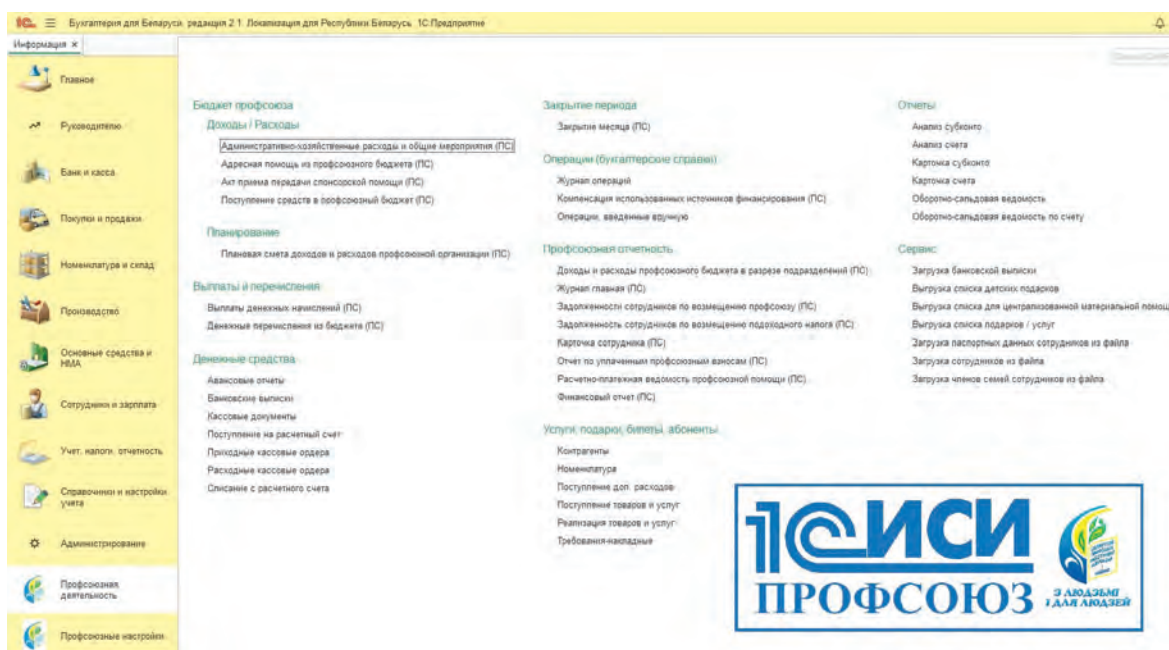 1С
Бухгалтерия для Беларуси, редакция 2.1. Локализация для Республики Беларусь. 1С:Предприятие
Информация ×
Главное
Руководителю
Банк и касса
Покупки и продажи
Номенклатура и склад
Производство
Основные средства и
НМА
Сотрудники и зарплата
Учет, налоги, отчетность
Справочники и настройки
учета
Администрирование
Профсоюзная
деятельность
Профсоюзные настройки
Бюджет профсоюза
Доходы / Расходы
Административно-хозяйственные расходы и общие мероприятия (ПС)
Адресная помощь из профсоюзного бюджета (ПС)
Акт приема передачи спонсорской помощи (ПС)
Поступление средств в профсоюзный бюджет (ПС)
Планирование
Плановая смета доходов и расходов профсоюзной организации (ПС)
Выплаты и перечисления
Выплаты денежных начислений (ПС)
Денежные перечисления из бюджета (ПС)
Денежные средства
Авансовые отчеты
Банковские выписки
Кассовые документы
Поступление на расчетный счет
Приходные кассовые ордера
Расходные кассовые ордера
Списание с расчетного счета
Закрытие периода
Закрытие месяца (ПС)
Операции (бухгалтерские справки)
Журнал операций
Компенсация использованных источников финансирования (ПС)
Операции, введенные вручную
Профсоюзная отчетность
Доходы и расходы профсоюзного бюджета в разрезе подразделений (ПС)
Журнал главная (ПС)
Задолженности сотрудников по возмещению профсоюзу (ПС)
Задолженность сотрудников по возмещению подоходного налога (ПС)
Карточка сотрудника (ПС)
Отчет по уплаченным профсоюзным взносам (ПС)
Расчетно-платежная ведомость профсоюзной помощи (ПС)
Финансовый отчет (ПС)
Услуги, подарки, билеты, абоненты
Контрагенты
Номенклатура
Поступление доп. расходов
Поступление товаров и услуг
Реализация товаров и услуг
Требования-накладные
Отчеты
Анализ субконто
Анализ счета
Карточка субконто
Карточка счета
Оборотно-сальдовая ведомость
Оборотно-сальдовая ведомость по счету
Сервис
Загрузка банковской выписки
Выгрузка списка детских подарков
Выгрузка списка для централизованной материальной помощ
Выгрузка списка подарков / услуг
Загрузка паспортных данных сотрудников из файла
Загрузка сотрудников из файла
Загрузка членов семей сотрудников из файла
1С ИСИ
ПРОФСОЮЗ
З ЛЮДЗЬМІ
І ДЛЯ ЛЮДЗЕЙ